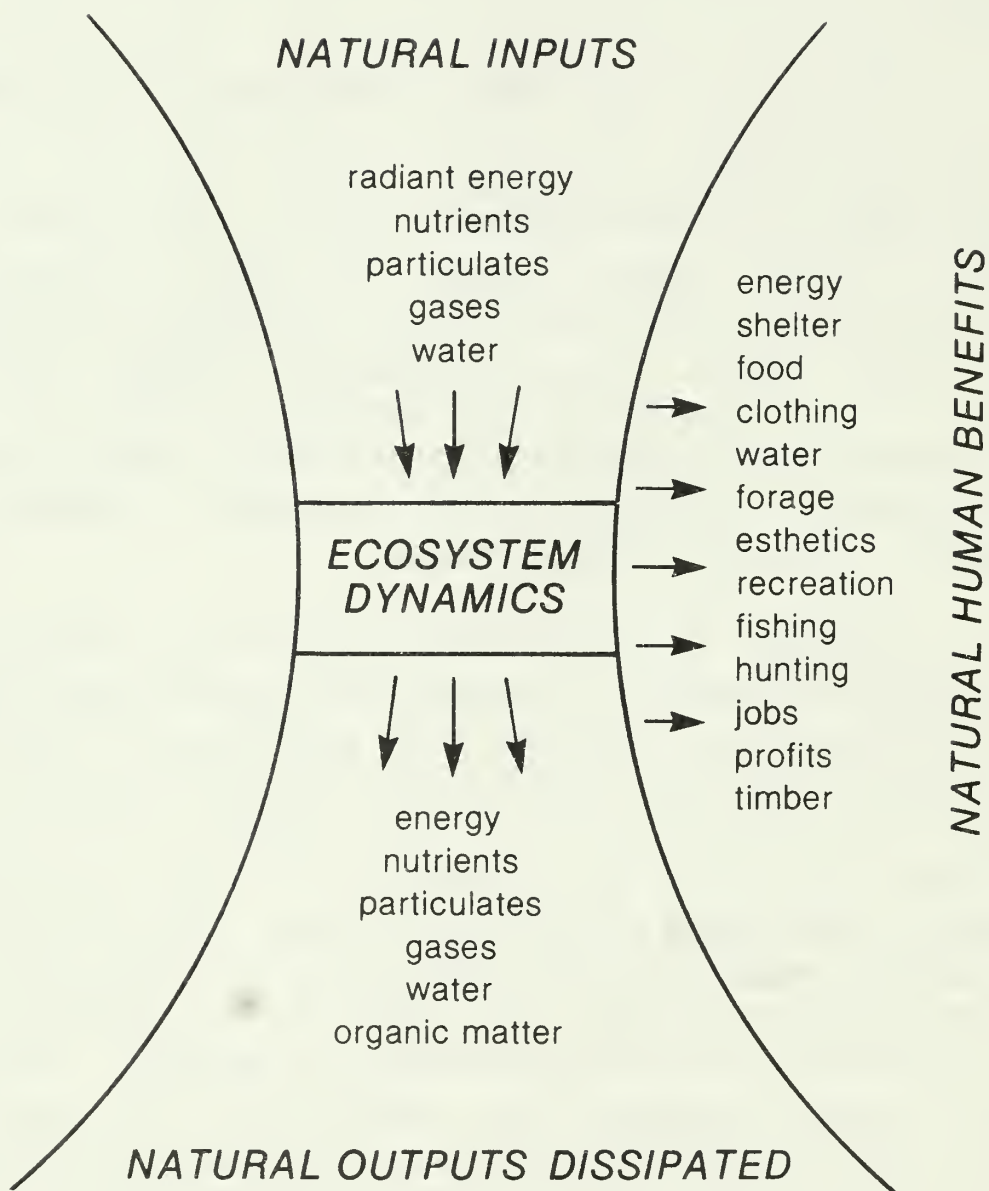 NATURAL INPUTS
radiant energy
nutrients
particulates
gases
water
ECOSYSTEM
DYNAMICS
energy
shelter
food
clothing
water
forage
esthetics
recreation
fishing
hunting
jobs
profits
timber
NATURAL HUMAN BENEFITS
energy
nutrients
particulates
gases
water
organic matter
NATURAL OUTPUTS DISSIPATED